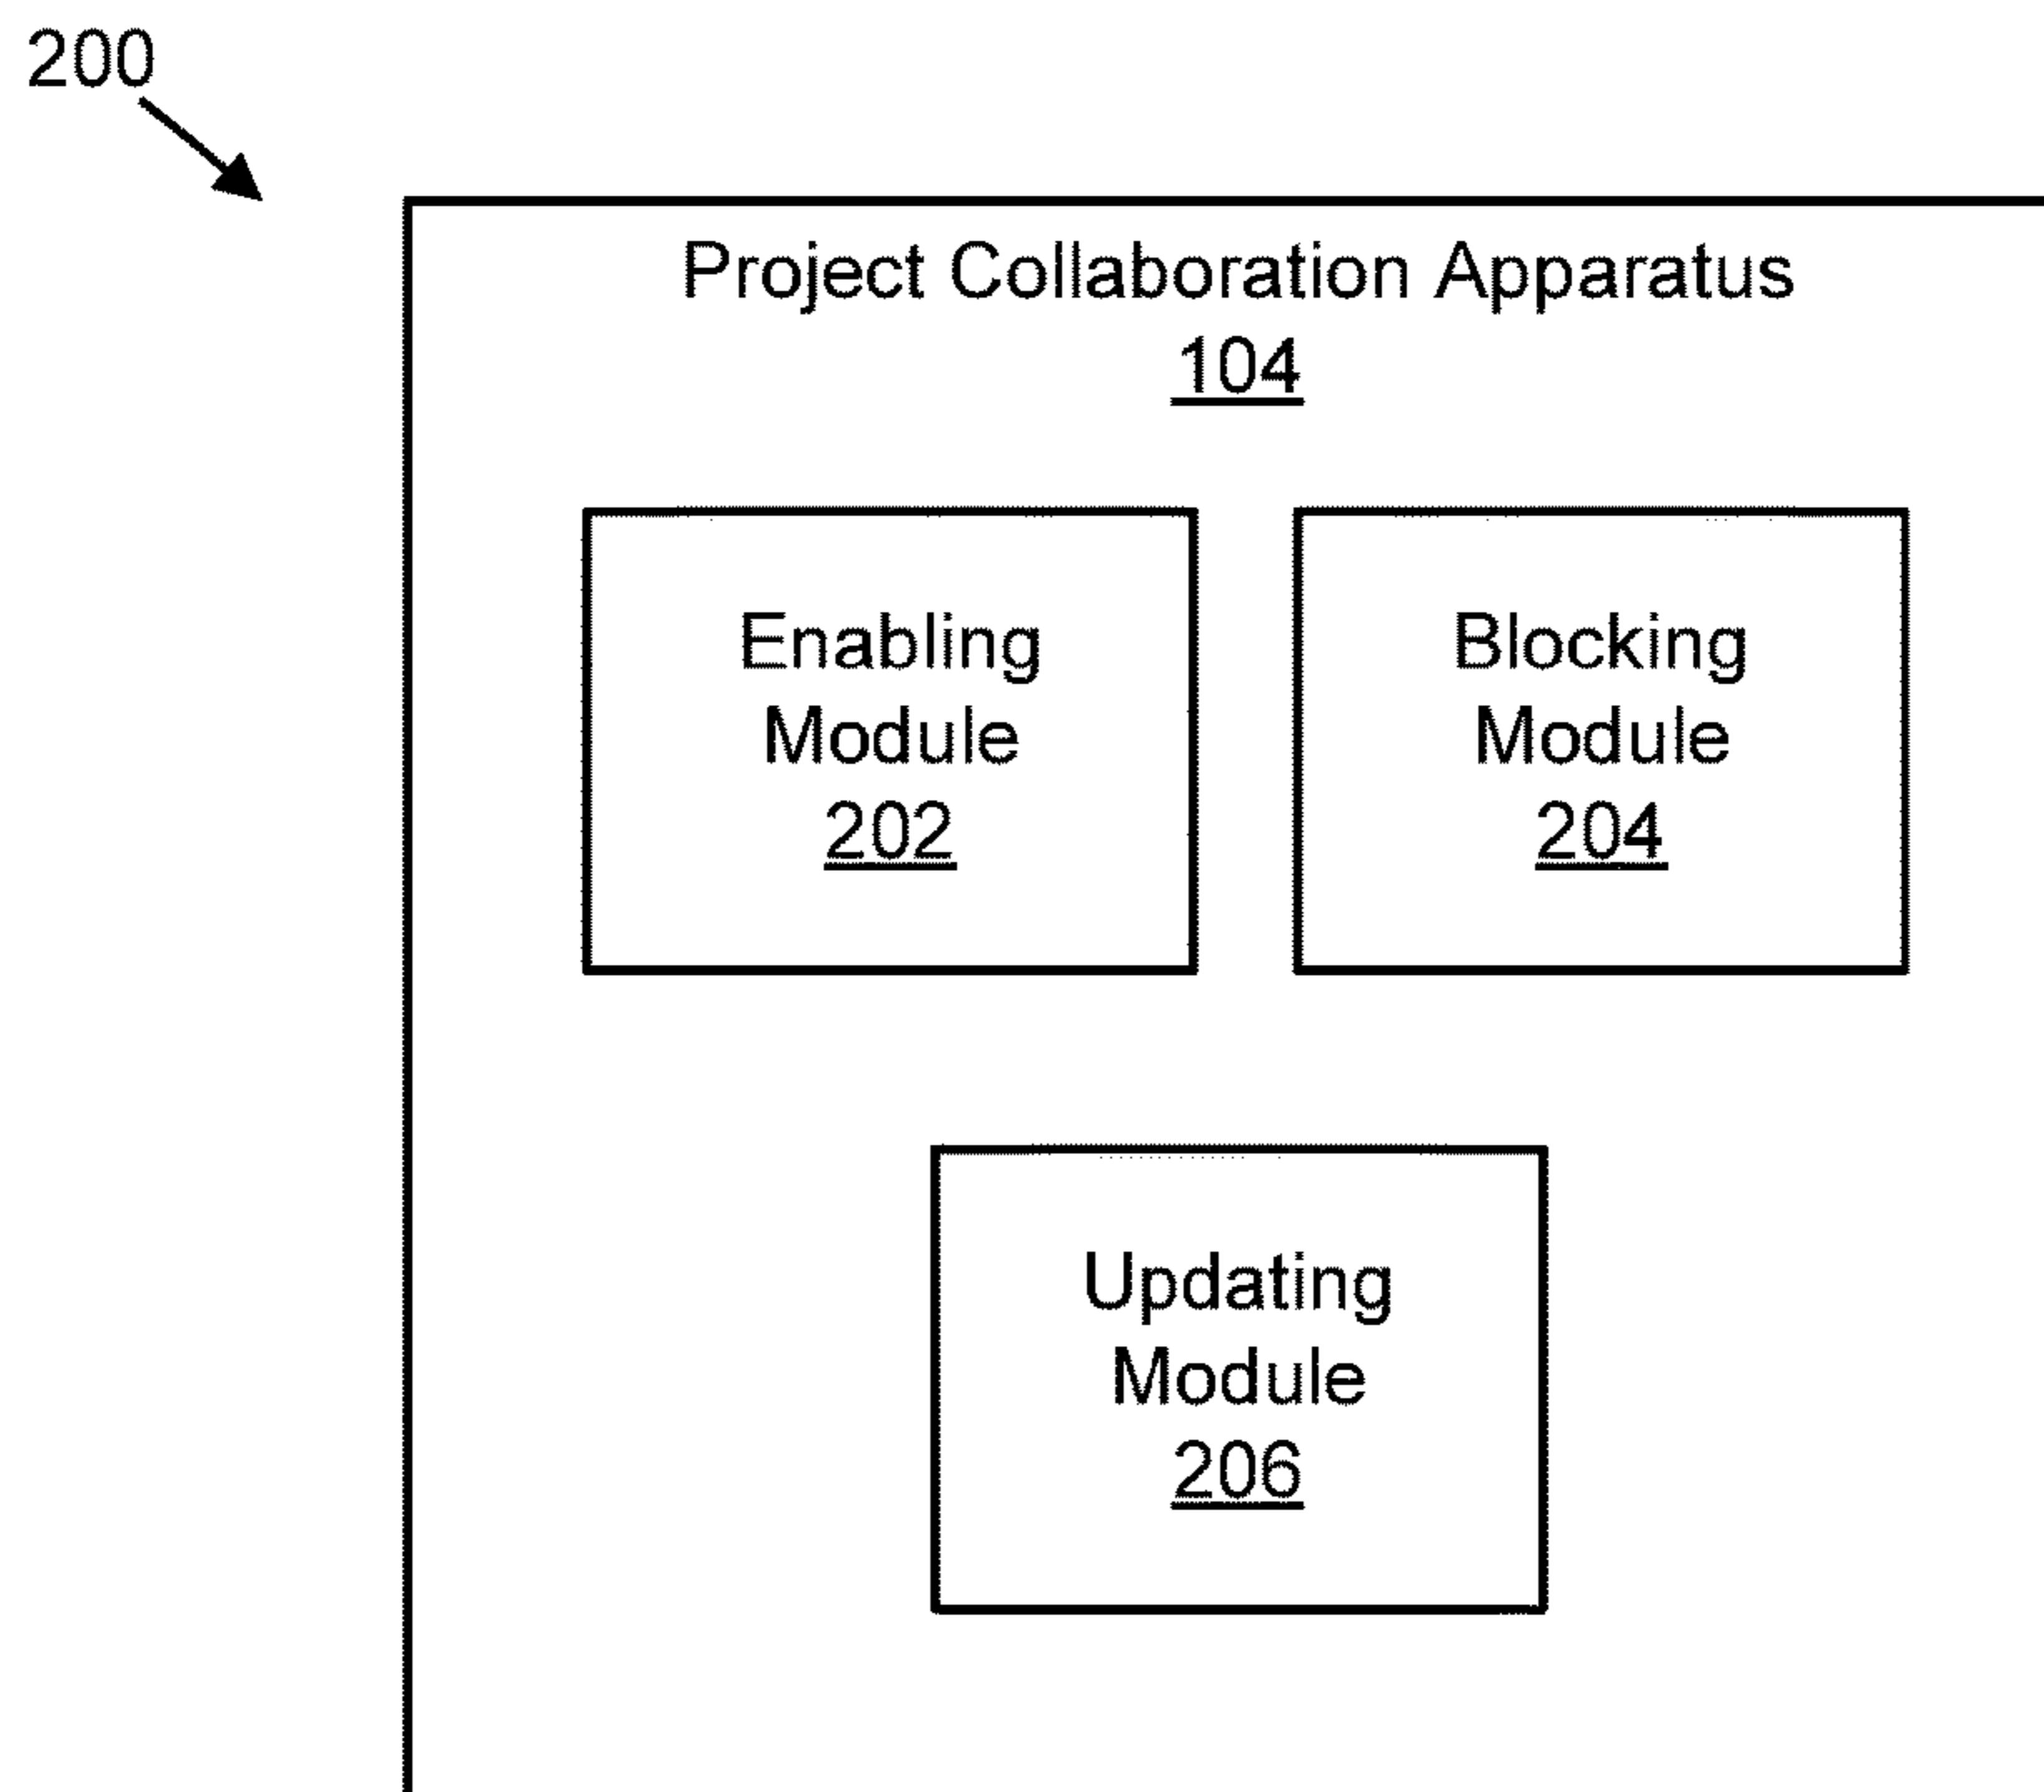 200
Project Collaboration Apparatus
104
Enabling
Module
202
Blocking
Module
204
Updating
Module
206